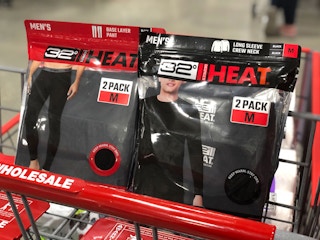 MEN'S
BASE LAYER
PANT
32° HEAT
2 PACK
M
MEN'S
LONG SLEEVE
CREW NECK
M
32° HEAT
2 PACK
M
HEAT
WHOLESALE